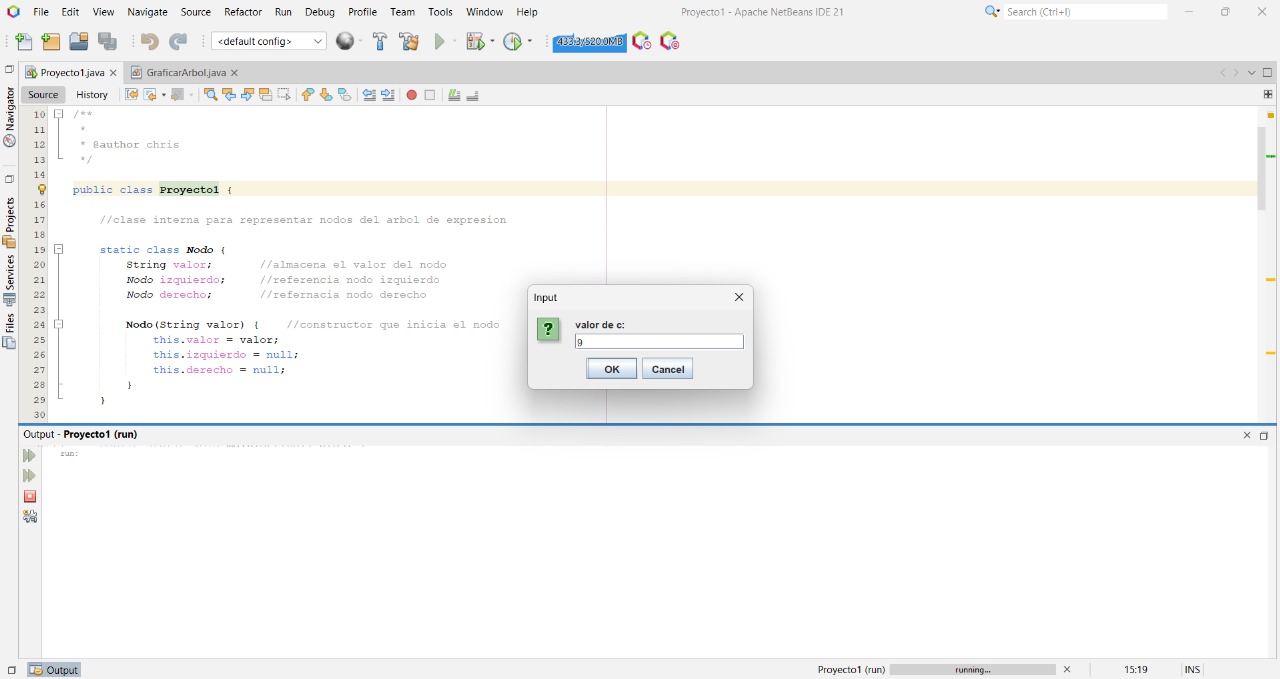 File Edit View Navigate Source Refactor Run Debug Profile Team Tools Window Help
Proyecto1 - Apache NetBeans IDE 21
Search (Ctrl+I)
<default config>
433.3/520.0MB
Proyecto1.java
GraficarArbol.java
Source History
Navigator
Projects
Services
Files
10 /**
11 *
12 * @author chris
13 */
14
public class Proyecto1 {
16
17 //clase interna para representar nodos del arbol de expresion
18
19 static class Nodo {
20 String valor; //almacena el valor del nodo
21 Nodo izquierdo; //referencia nodo izquierdo
22 Nodo derecho; //refernacia nodo derecho
23
24 Nodo(String valor) { //constructor que inicia el nodo
25 this.valor = valor;
26 this.izquierdo = null;
27 this.derecho = null;
28 }
29 }
30
Input
?
valor de c:
9
OK Cancel
Output - Proyecto1 (run)
run:
Output
Proyecto1 (run)
running...
15:19
INS